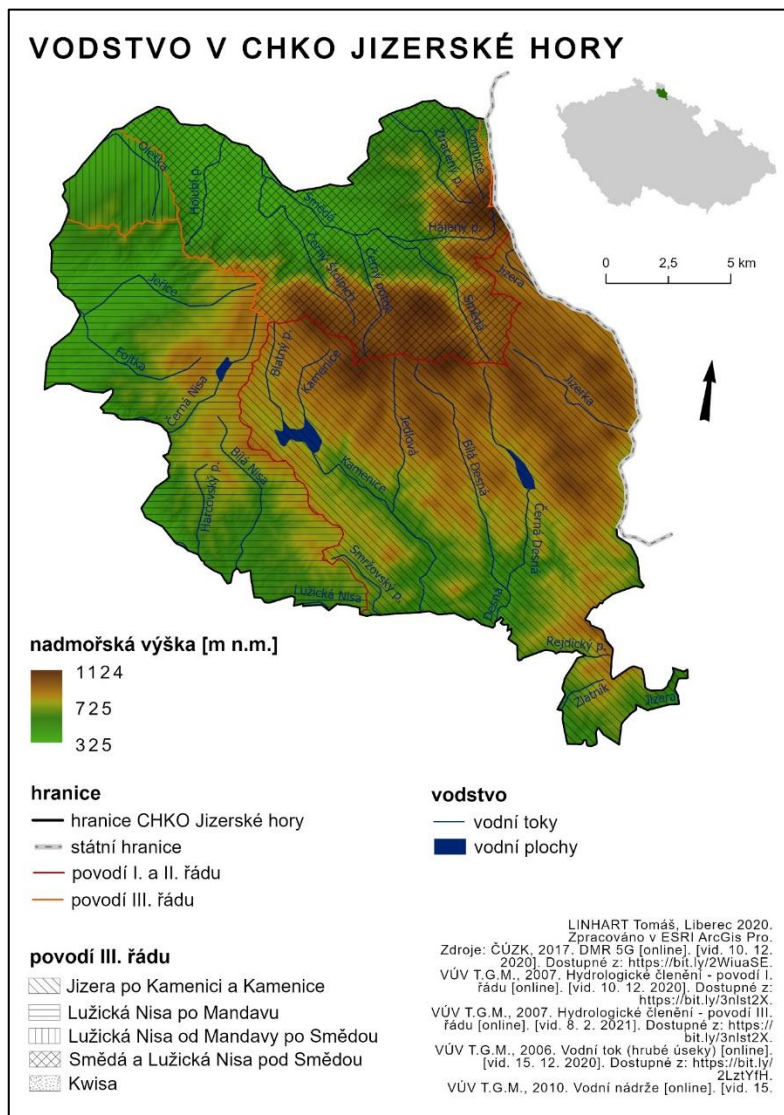 VODSTVO V CHKO JIZERSKÉ HORY
0 2,5 5 km
Oleška
Holubí p.
Ztracený p.
Lomnice
Smědá
Hájený p.
Černý Štolpich
Černý potok
Smědá
Jizera
Jeřice
Fojtka
Černá Nisa
Blatný p.
Kamenice
Jizerka
Jedlová
Bílá Desná
Kamenice
Bílá Nisa
Harcovský p.
Černá Desná
Smržovský p.
Lužická Nisa
Desná
Rejdický p.
Zlatník
Jizera
nadmořská výška [m n.m.]
1124
725
325
hranice
hranice CHKO Jizerské hory
státní hranice
povodí I. a II. řádu
povodí III. řádu
vodstvo
vodní toky
vodní plochy
povodí III. řádu
Jizera po Kamenici a Kamenice
Lužická Nisa po Mandavu
Lužická Nisa od Mandavy po Smědou
Smědá a Lužická Nisa pod Smědou
Kwisa
LINHART Tomáš, Liberec 2020.
Zpracováno v ESRI ArcGis Pro.
Zdroje: ČÚZK, 2017. DMR 5G [online]. [vid. 10. 12.
2020]. Dostupné z: https://bit.ly/2WiuaSE.
VÚV T.G.M., 2007. Hydrologické členění - povodí I.
řádu [online]. [vid. 10. 12. 2020]. Dostupné z:
https://bit.ly/3nlst2X.
VÚV T.G.M., 2007. Hydrologické členění - povodí III.
řádu [online]. [vid. 8. 2. 2021]. Dostupné z: https://
bit.ly/3nlst2X.
VÚV T.G.M., 2006. Vodní tok (hrubé úseky) [online].
[vid. 15. 12. 2020]. Dostupné z: https://bit.ly/
2LztYfH.
VÚV T.G.M., 2010. Vodní nádrže [online]. [vid. 15.